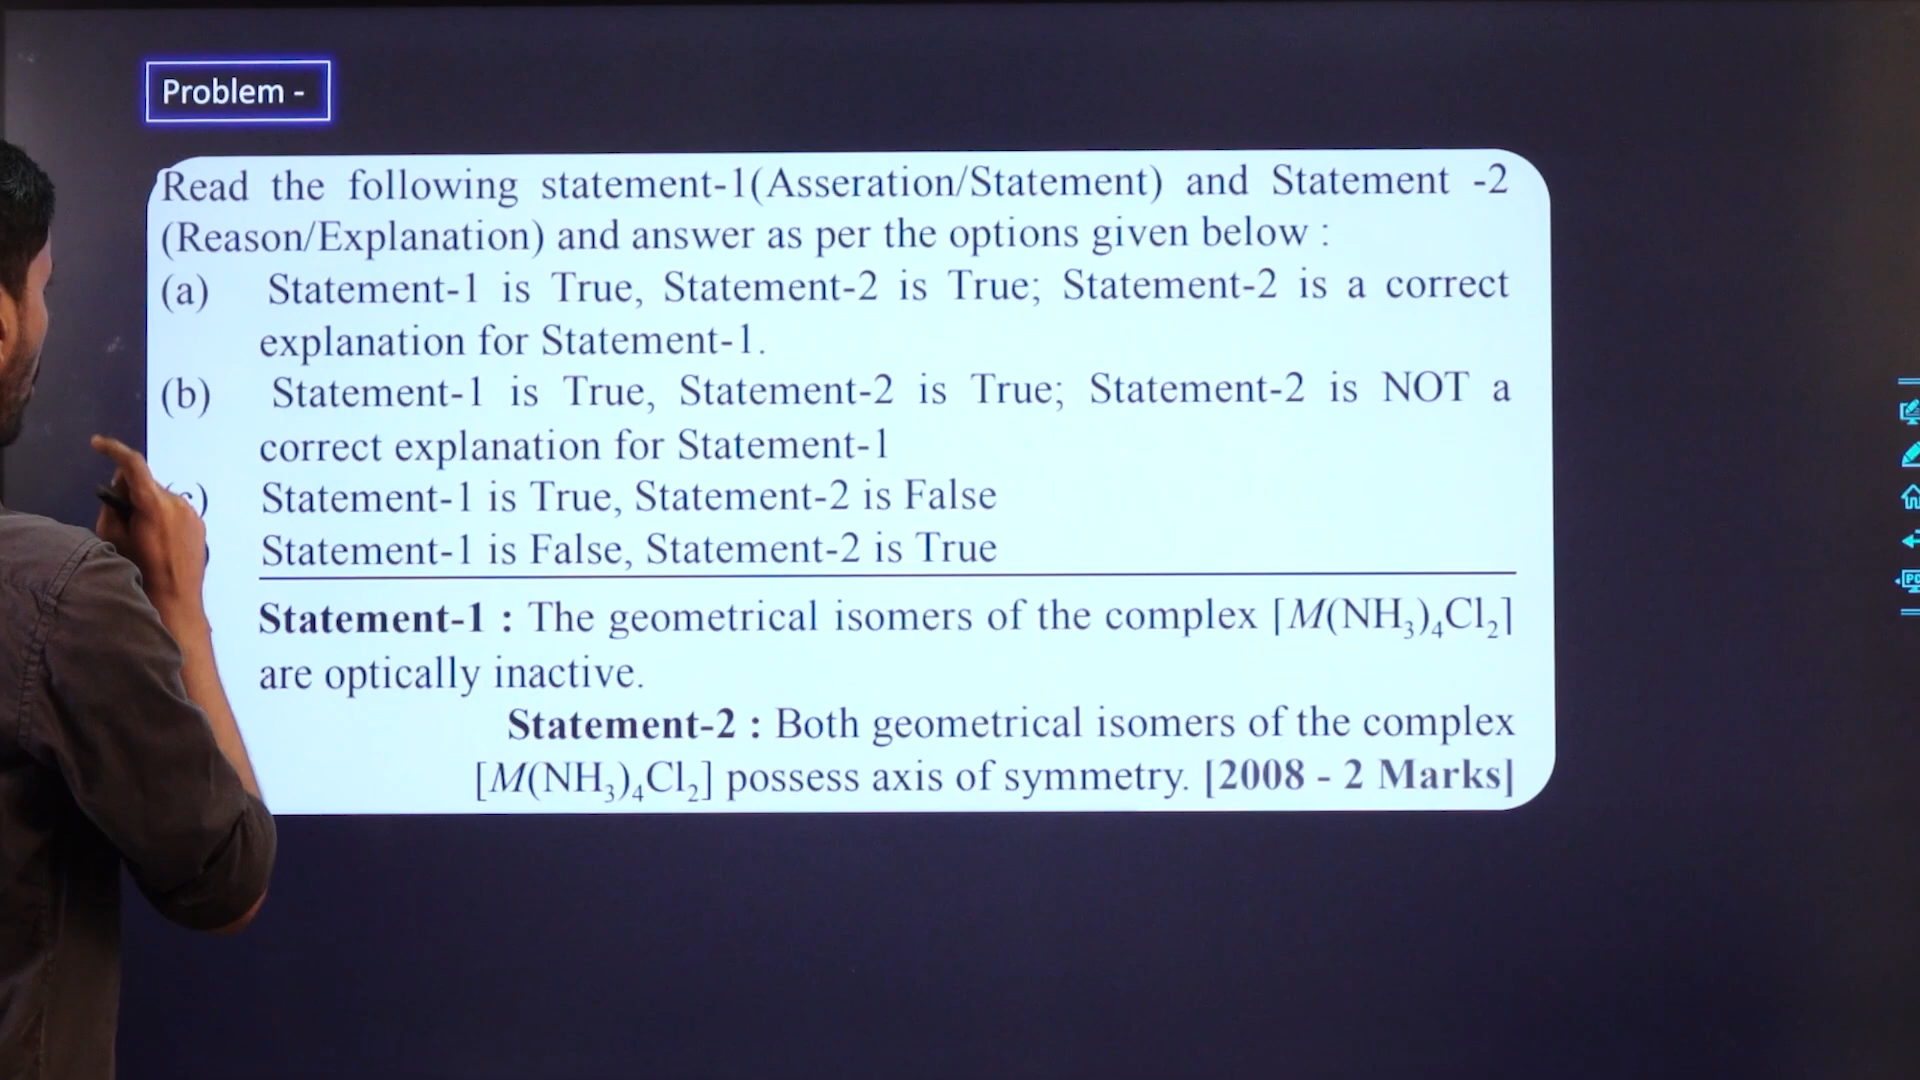 Problem -
Read the following statement-1(Asseration/Statement) and Statement -2
(Reason/Explanation) and answer as per the options given below :
(a) Statement-1 is True, Statement-2 is True; Statement-2 is a correct
explanation for Statement-1.
(b) Statement-1 is True, Statement-2 is True; Statement-2 is NOT a
correct explanation for Statement-1
Statement-1 is True, Statement-2 is False
Statement-1 is False, Statement-2 is True
Statement-1 : The geometrical isomers of the complex [M(NH₃)₄Cl₂]
are optically inactive.
Statement-2 : Both geometrical isomers of the complex
[M(NH₃)₄Cl₂] possess axis of symmetry. [2008 - 2 Marks]